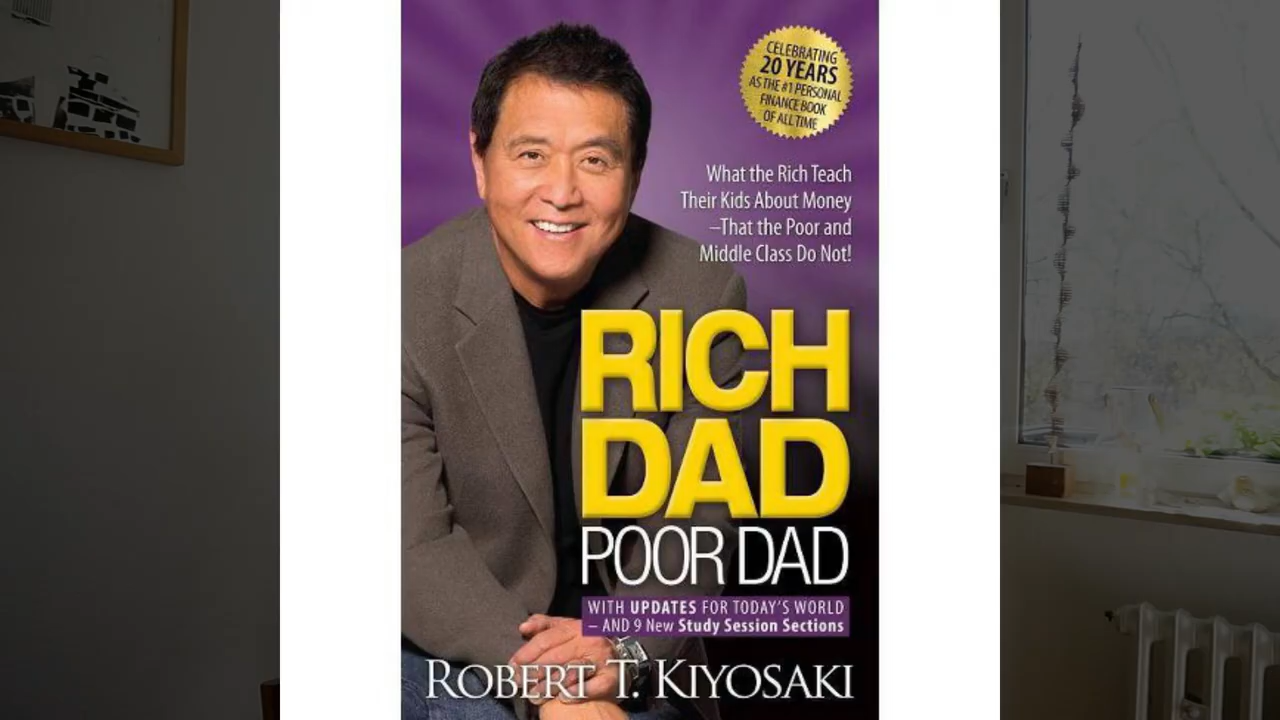 CELEBRATING
20 YEARS
AS THE #1 PERSONAL
FINANCE BOOK
OF ALL TIME
What the Rich Teach
Their Kids About Money
–That the Poor and
Middle Class Do Not!
RICH
DAD
POOR DAD
WITH UPDATES FOR TODAY'S WORLD
– AND 9 New Study Session Sections
ROBERT T. KIYOSAKI